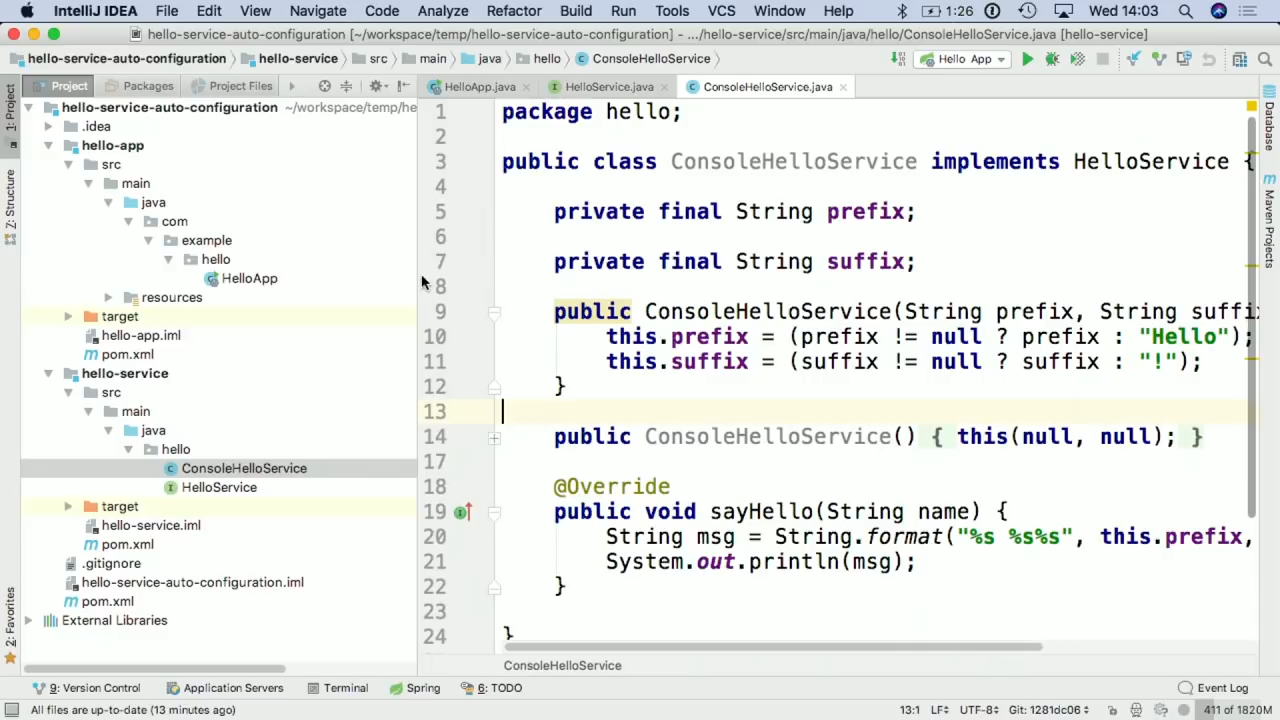 IntelliJ IDEA File Edit View Navigate Code Analyze Refactor Build Run Tools VCS Window Help 1:26 Wed 14:03
hello-service-auto-configuration [~/workspace/temp/hello-service-auto-configuration] - .../hello-service/src/main/java/hello/ConsoleHelloService.java [hello-service]
hello-service-auto-configuration hello-service src main java hello ConsoleHelloService Hello App
Project Packages Project Files HelloApp.java HelloService.java ConsoleHelloService.java
1: Project
Z: Structure
2: Favorites
hello-service-auto-configuration ~/workspace/temp/he
.idea
hello-app
src
main
java
com
example
hello
HelloApp
resources
target
hello-app.iml
pom.xml
hello-service
src
main
java
hello
ConsoleHelloService
HelloService
target
hello-service.iml
pom.xml
.gitignore
hello-service-auto-configuration.iml
pom.xml
External Libraries
1 package hello;
2
3 public class ConsoleHelloService implements HelloService {
4
5 private final String prefix;
6
7 private final String suffix;
8
9 public ConsoleHelloService(String prefix, String suffi
10 this.prefix = (prefix != null ? prefix : "Hello");
11 this.suffix = (suffix != null ? suffix : "!");
12 }
13
14 public ConsoleHelloService() { this(null, null); }
17
18 @Override
19 public void sayHello(String name) {
20 String msg = String.format("%s %s%s", this.prefix,
21 System.out.println(msg);
22 }
23
24 }
ConsoleHelloService
Database
Maven Projects
9: Version Control Application Servers Terminal Spring 6: TODO Event Log
All files are up-to-date (13 minutes ago) 13:1 LF UTF-8 Git: 1281dc06 411 of 1820M